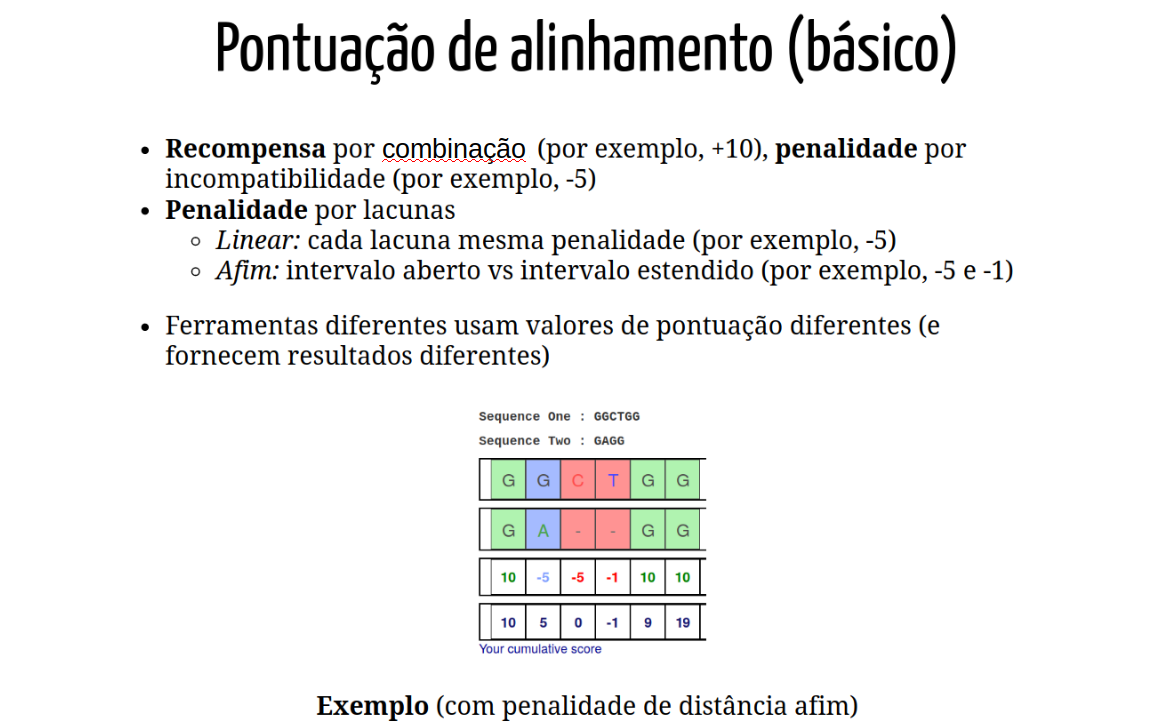 Pontuação de alinhamento (básico)
• Recompensa por combinação (por exemplo, +10), penalidade por
incompatibilidade (por exemplo, -5)
• Penalidade por lacunas
○ Linear: cada lacuna mesma penalidade (por exemplo, -5)
○ Afim: intervalo aberto vs intervalo estendido (por exemplo, -5 e -1)
• Ferramentas diferentes usam valores de pontuação diferentes (e
fornecem resultados diferentes)
Sequence One : GGCTGG
Sequence Two : GAGG
G G C T G G
G A - - G G
10 -5 -5 -1 10 10
10 5 0 -1 9 19
Your cumulative score
Exemplo (com penalidade de distância afim)